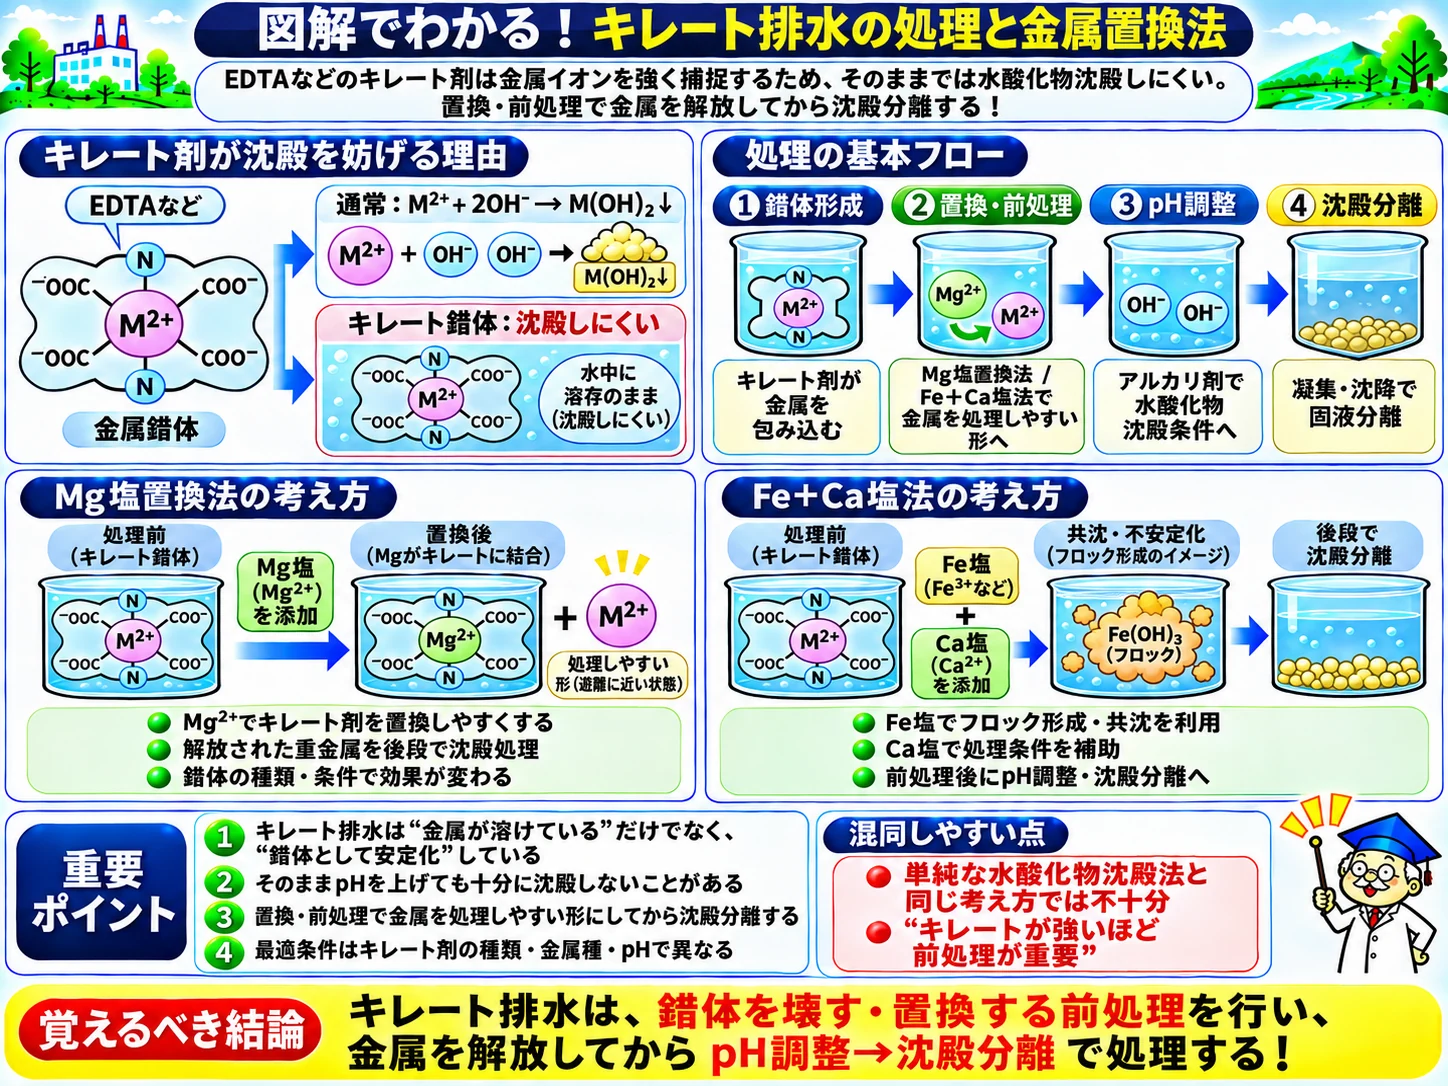 図解でわかる！キレート排水の処理と金属置換法
EDTAなどのキレート剤は金属イオンを強く捕捉するため、そのままでは水酸化物沈殿しにくい。
置換・前処理で金属を解放してから沈殿分離する！
キレート剤が沈殿を妨げる理由
EDTAなど
N
⁻OOC
COO⁻
M²⁺
⁻OOC
COO⁻
N
金属錯体
通常：M²⁺ + 2OH⁻ → M(OH)₂↓
M²⁺ + OH⁻ OH⁻ →
M(OH)₂↓
キレート錯体：沈殿しにくい
N
⁻OOC
COO⁻
M²⁺
⁻OOC
COO⁻
N
水中に
溶存のまま
（沈殿しにくい）
処理の基本フロー
① 錯体形成
N
M²⁺
N
キレート剤が
金属を
包み込む
② 置換・前処理
Mg²⁺
M²⁺
Mg塩置換法 /
Fe＋Ca塩法で
金属を処理しやすい
形へ
③ pH調整
OH⁻
OH⁻
アルカリ剤で
水酸化物
沈殿条件へ
④ 沈殿分離
凝集・沈降で
固液分離
Mg塩置換法の考え方
処理前
（キレート錯体）
N
⁻OOC
COO⁻
M²⁺
⁻OOC
COO⁻
N
Mg塩
(Mg²⁺)
を添加
置換後
（Mgがキレートに結合）
N
⁻OOC
COO⁻
Mg²⁺
⁻OOC
COO⁻
N
+
M²⁺
処理しやすい
形（遊離に近い状態）
Mg²⁺でキレート剤を置換しやすくする
解放された重金属を後段で沈殿処理
錯体の種類・条件で効果が変わる
Fe＋Ca塩法の考え方
処理前
（キレート錯体）
N
⁻OOC
COO⁻
M²⁺
⁻OOC
COO⁻
N
Fe塩
(Fe³⁺など)
+
Ca塩
(Ca²⁺)
を添加
共沈・不安定化
（フロック形成のイメージ）
Fe(OH)₃
(フロック)
後段で
沈殿分離
Fe塩でフロック形成・共沈を利用
Ca塩で処理条件を補助
前処理後にpH調整・沈殿分離へ
重要
ポイント
1 キレート排水は“金属が溶けている”だけでなく、
“錯体として安定化”している
2 そのままpHを上げても十分に沈殿しないことがある
3 置換・前処理で金属を処理しやすい形にしてから沈殿分離する
4 最適条件はキレート剤の種類・金属種・pHで異なる
混同しやすい点
単純な水酸化物沈殿法と
同じ考え方では不十分
“キレートが強いほど
前処理が重要”
覚えるべき結論
キレート排水は、錯体を壊す・置換する前処理を行い、
金属を解放してから pH調整→沈殿分離 で処理する！